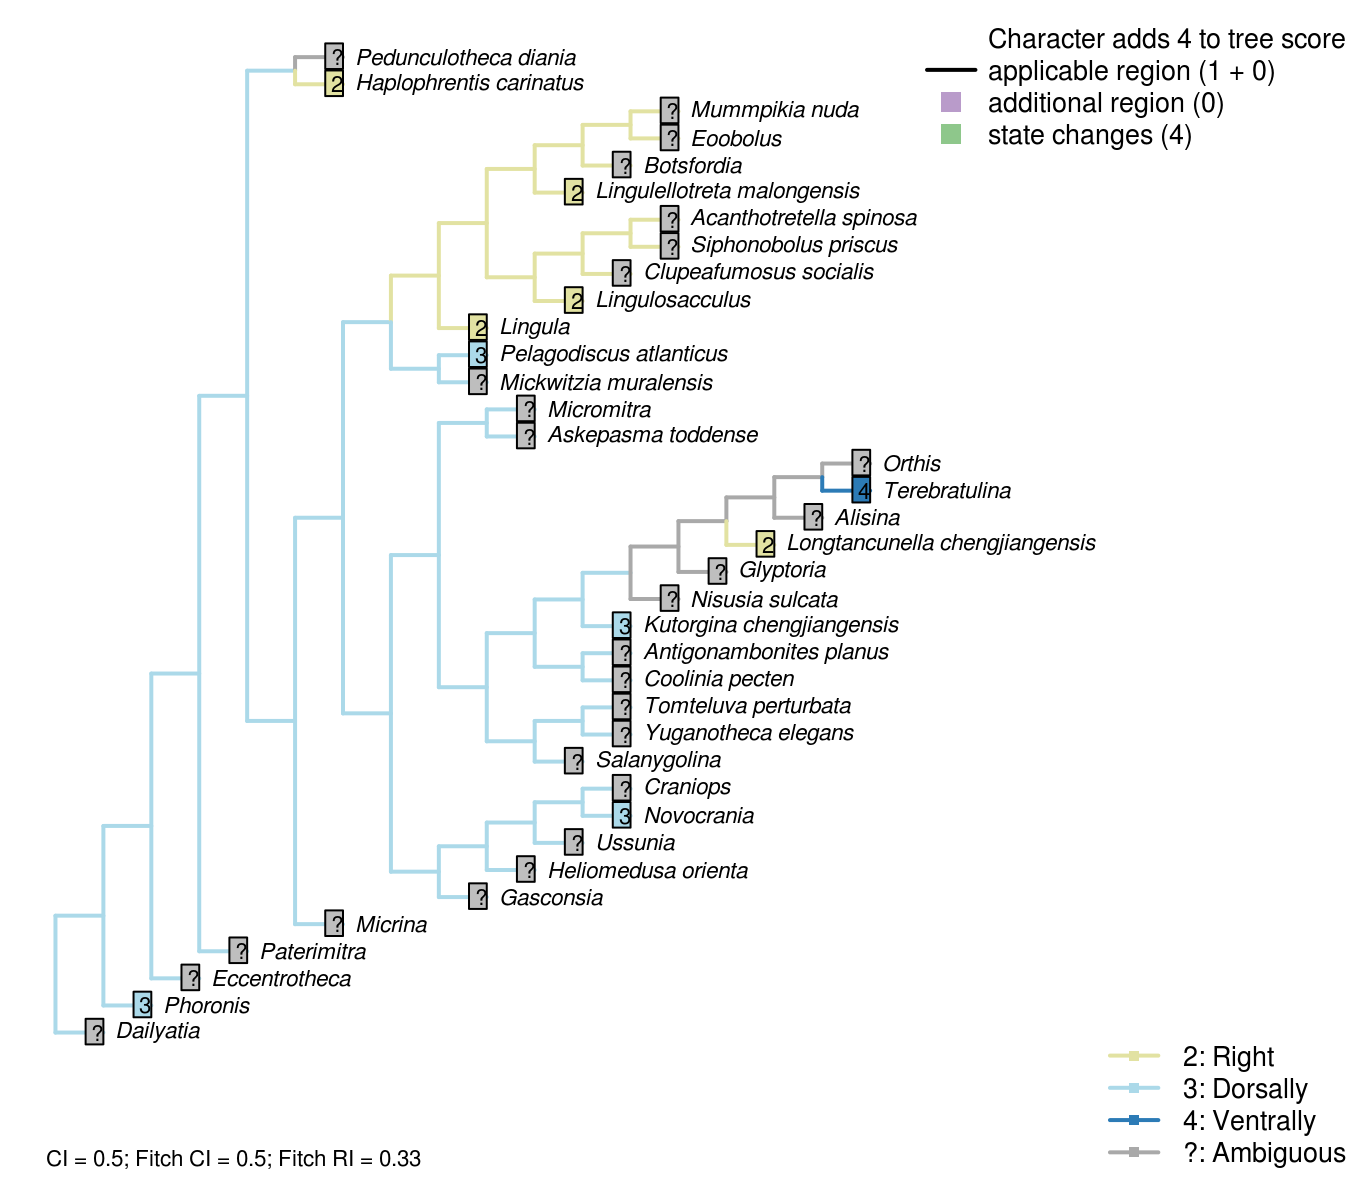 Character adds 4 to tree score
applicable region (1 + 0)
additional region (0)
state changes (4)
? Pedunculotheca diania
2 Haplophrentis carinatus
? Mummpikia nuda
? Eoobolus
? Botsfordia
2 Lingulellotreta malongensis
? Acanthotretella spinosa
? Siphonobolus priscus
? Clupeafumosus socialis
2 Lingulosacculus
2 Lingula
3 Pelagodiscus atlanticus
? Mickwitzia muralensis
? Micromitra
? Askepasma toddense
? Orthis
4 Terebratulina
? Alisina
2 Longtancunella chengjiangensis
? Glyptoria
? Nisusia sulcata
3 Kutorgina chengjiangensis
? Antigonambonites planus
? Coolinia pecten
? Tomteluva perturbata
? Yuganotheca elegans
? Salanygolina
? Craniops
3 Novocrania
? Ussunia
? Heliomedusa orienta
? Gasconsia
? Micrina
? Paterimitra
? Eccentrotheca
3 Phoronis
? Dailyatia
2: Right
3: Dorsally
4: Ventrally
?: Ambiguous
CI = 0.5; Fitch CI = 0.5; Fitch RI = 0.33